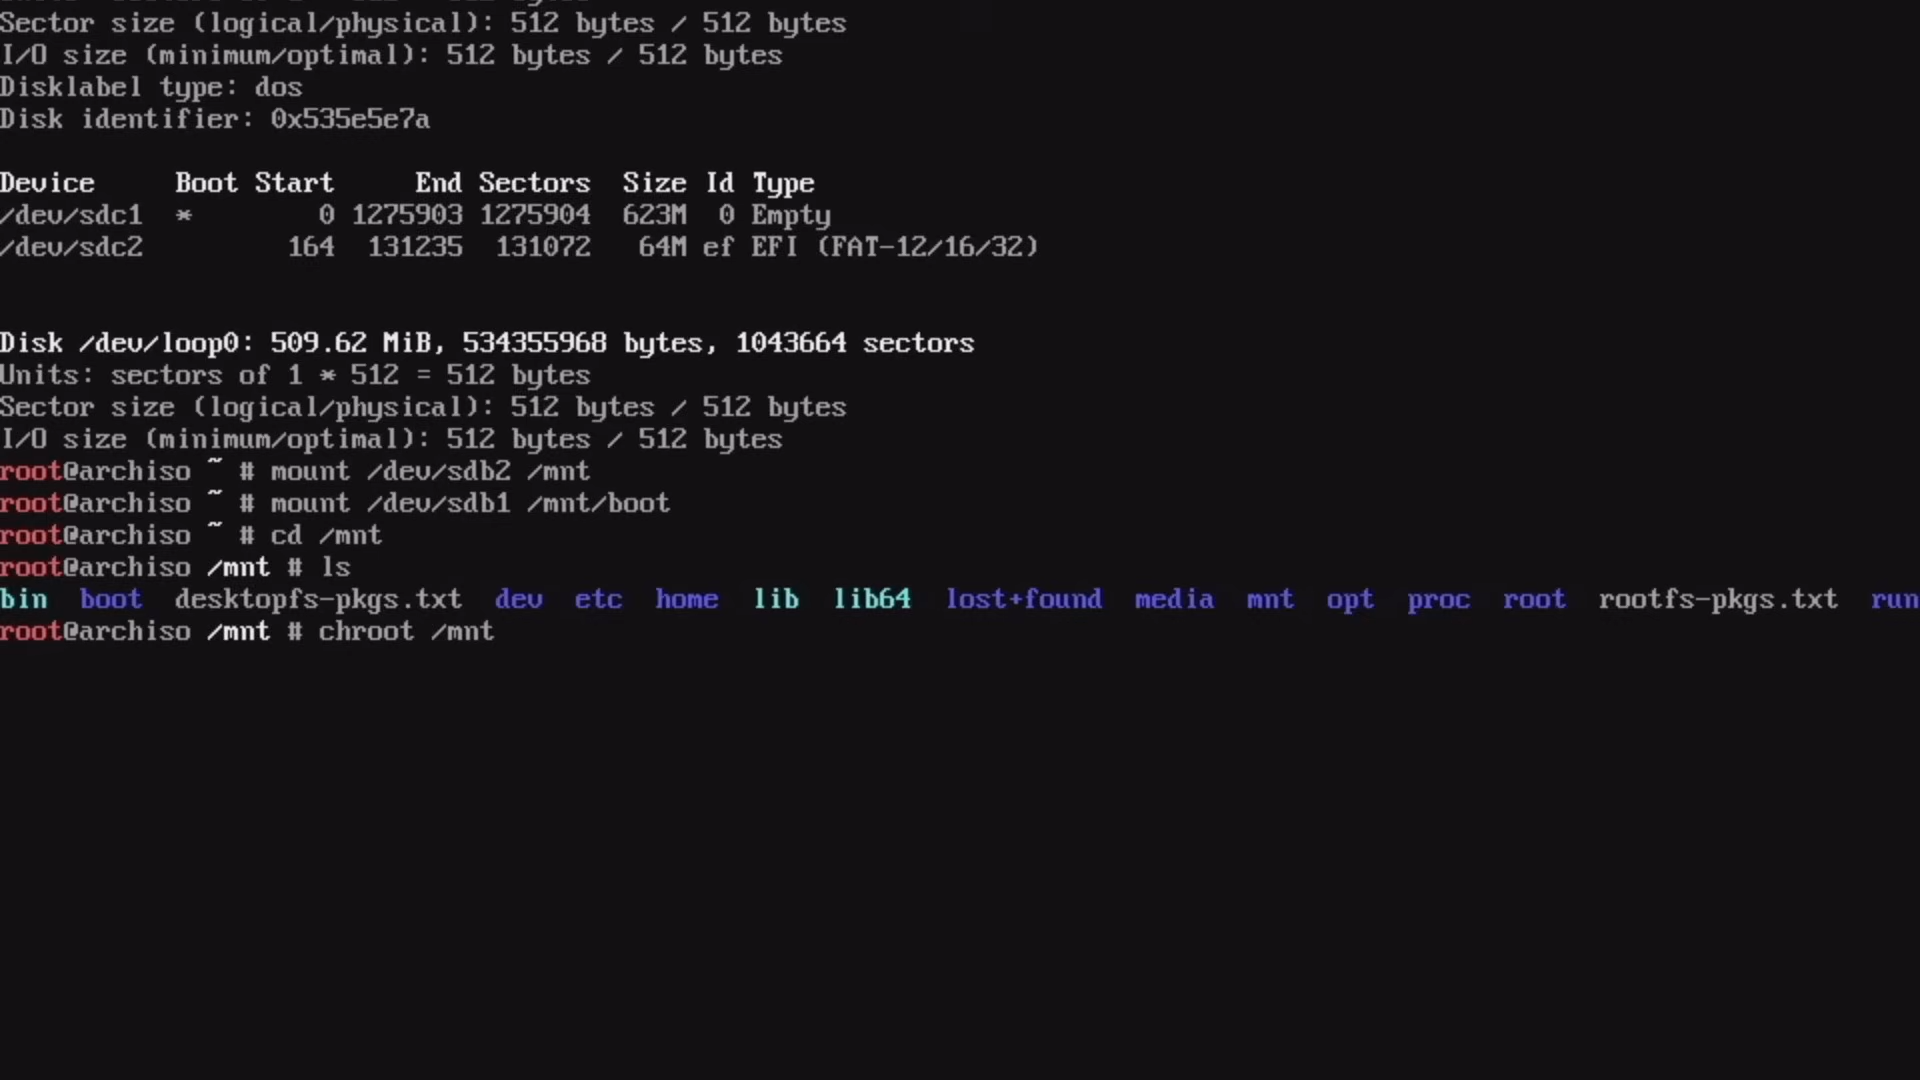 Sector size (logical/physical): 512 bytes / 512 bytes
I/O size (minimum/optimal): 512 bytes / 512 bytes
Disklabel type: dos
Disk identifier: 0x535e5e7a
Device Boot Start End Sectors Size Id Type
/dev/sdc1 * 0 1275903 1275904 623M 0 Empty
/dev/sdc2 164 131235 131072 64M ef EFI (FAT-12/16/32)
Disk /dev/loop0: 509.62 MiB, 534355968 bytes, 1043664 sectors
Units: sectors of 1 * 512 = 512 bytes
Sector size (logical/physical): 512 bytes / 512 bytes
I/O size (minimum/optimal): 512 bytes / 512 bytes
root@archiso ~ # mount /dev/sdb2 /mnt
root@archiso ~ # mount /dev/sdb1 /mnt/boot
root@archiso ~ # cd /mnt
root@archiso /mnt # ls
bin boot desktopfs-pkgs.txt dev etc home lib lib64 lost+found media mnt opt proc root rootfs-pkgs.txt run
root@archiso /mnt # chroot /mnt